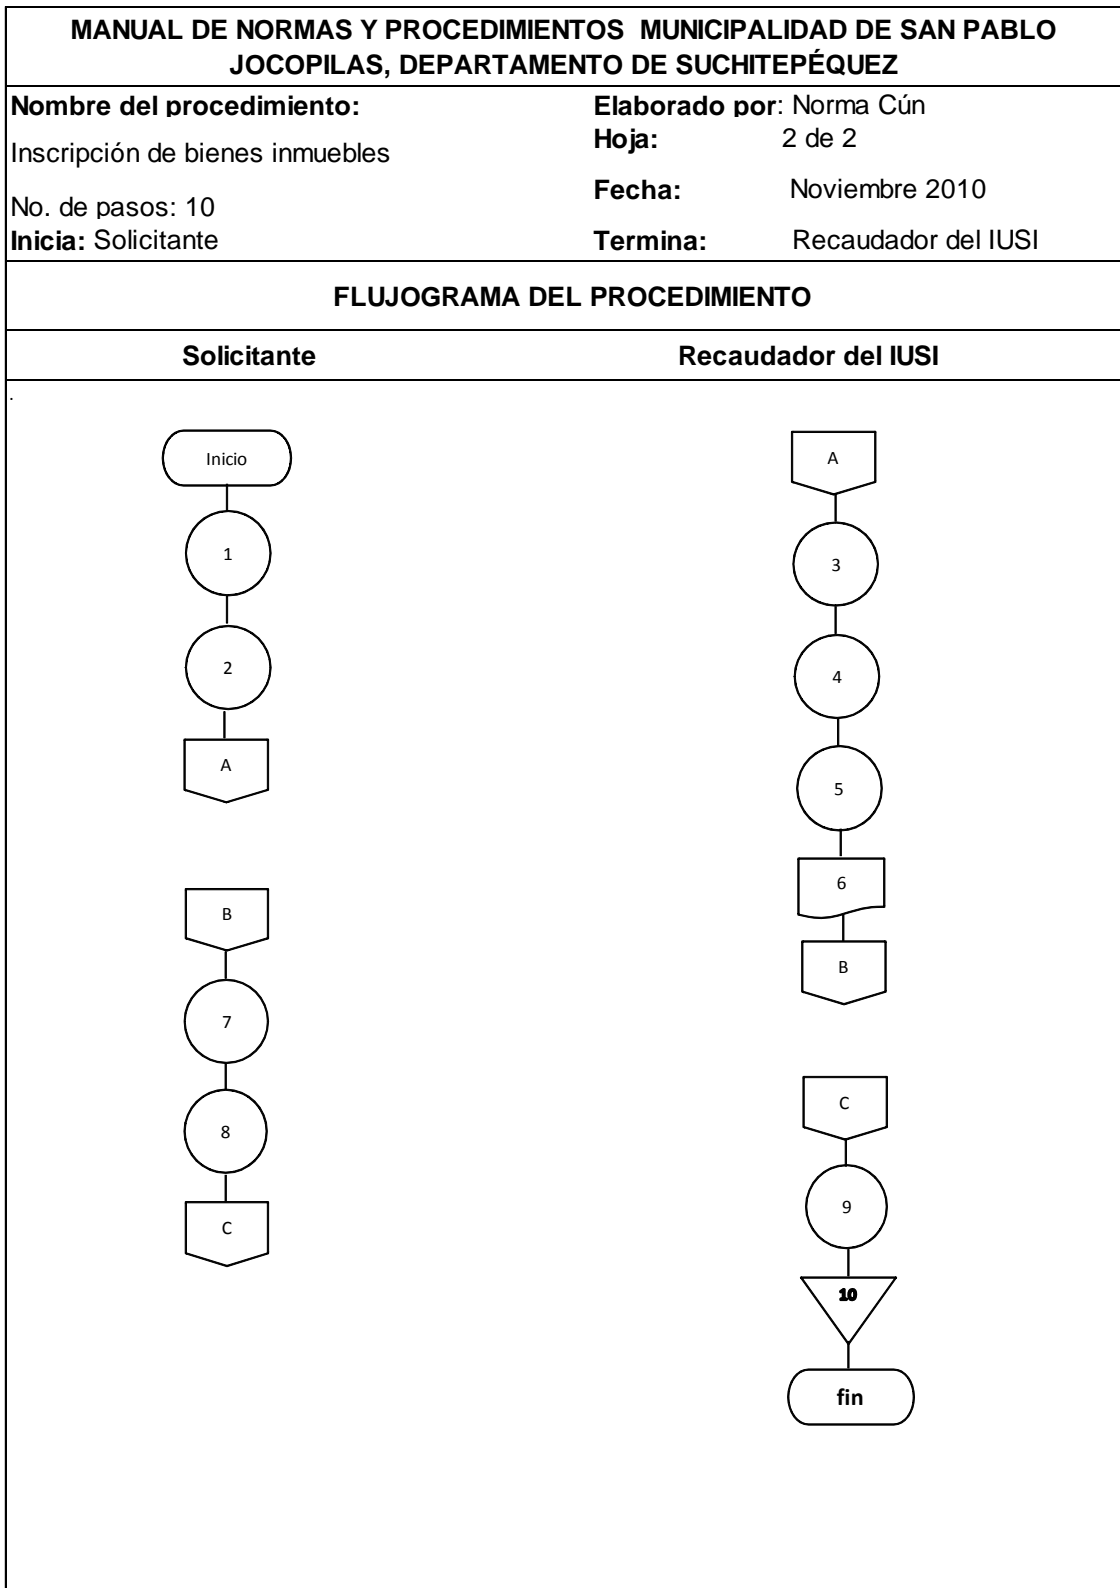 MANUAL DE NORMAS Y PROCEDIMIENTOS MUNICIPALIDAD DE SAN PABLO
JOCOPILAS, DEPARTAMENTO DE SUCHITEPÉQUEZ
Nombre del procedimiento:
Inscripción de bienes inmuebles
No. de pasos: 10
Inicia: Solicitante
Elaborado por: Norma Cún
Hoja: 2 de 2
Fecha: Noviembre 2010
Termina: Recaudador del IUSI
FLUJOGRAMA DEL PROCEDIMIENTO
Solicitante
Recaudador del IUSI
.
Inicio
1
2
A
B
7
8
C
A
3
4
5
6
B
C
9
10
fin